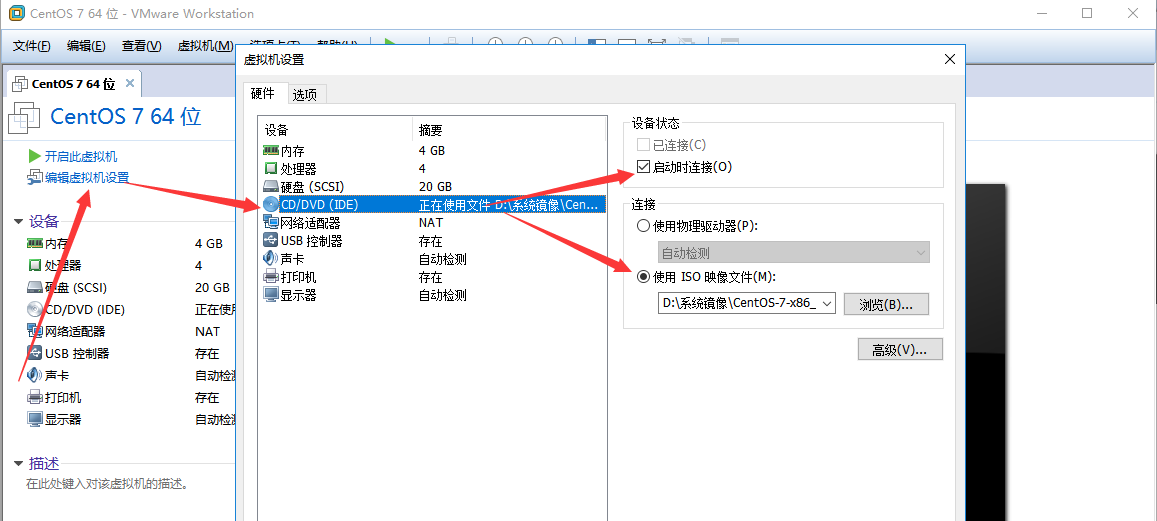 CentOS 7 64 位 - VMware Workstation
文件(F) 编辑(E) 查看(V) 虚拟机(M)
CentOS 7 64 位
CentOS 7 64 位
开启此虚拟机
编辑虚拟机设置
设备
内存 4 GB
处理器 4
硬盘 (SCSI) 20 GB
CD/DVD (IDE) 正在使
网络适配器 NAT
USB 控制器 存在
声卡 自动检
打印机 存在
显示器 自动检
描述
在此处键入对该虚拟机的描述。
虚拟机设置
硬件 选项
设备 摘要
内存 4 GB
处理器 4
硬盘 (SCSI) 20 GB
CD/DVD (IDE) 正在使用文件 D:\系统镜像\Cen...
网络适配器 NAT
USB 控制器 存在
声卡 自动检测
打印机 存在
显示器 自动检测
设备状态
已连接(C)
启动时连接(O)
连接
使用物理驱动器(P):
自动检测
使用 ISO 映像文件(M):
D:\系统镜像\CentOS-7-x86_
浏览(B)...
高级(V)...